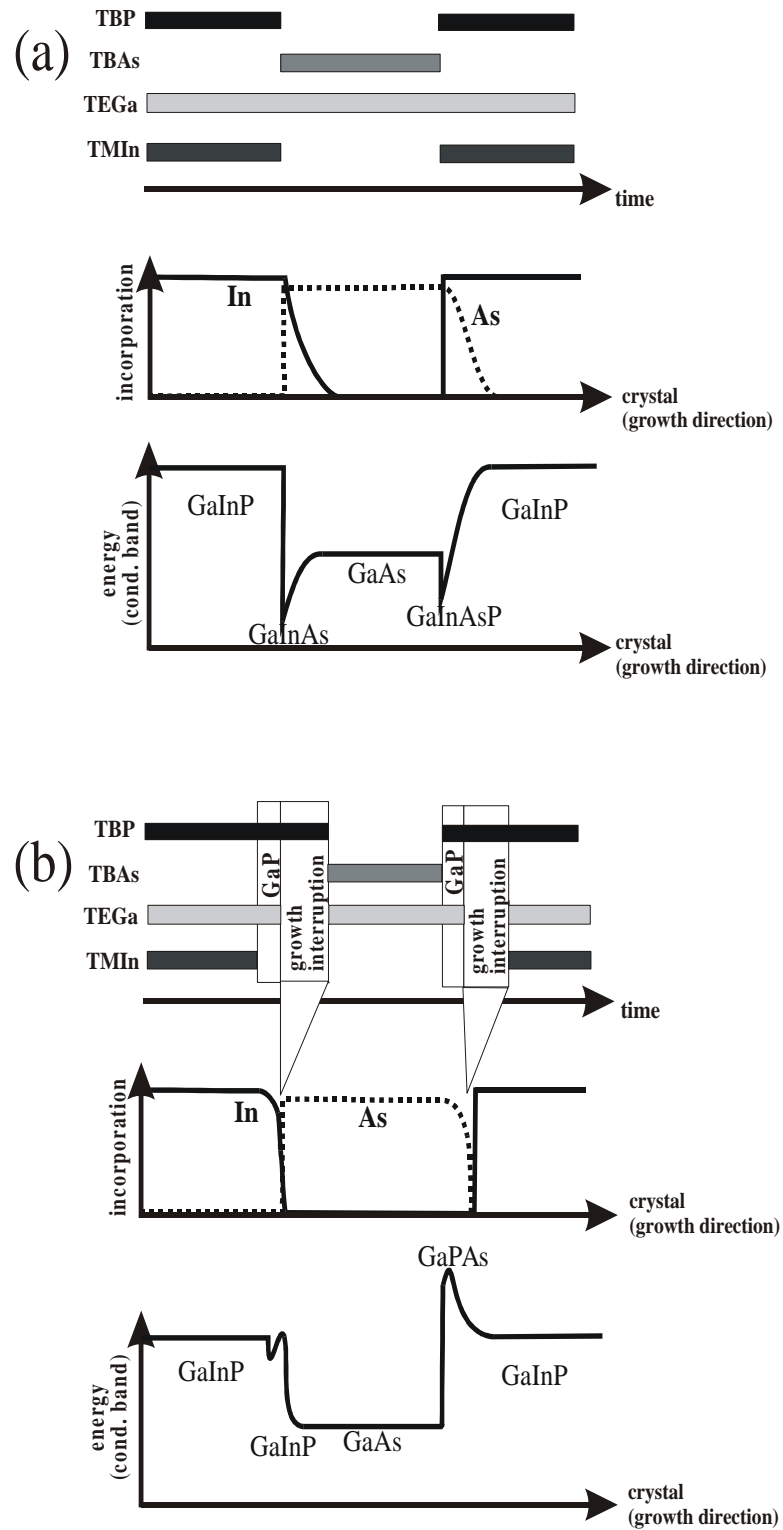 (a)
TBP
TBAs
TEGa
TMIn
time
incorporation
In
As
crystal
(growth direction)
energy
(cond. band)
GaInP
GaInP
GaAs
GaInAsP
GaInAs
crystal
(growth direction)
(b)
TBP
TBAs
TEGa
TMIn
GaP
growth
interruption
GaP
growth
interruption
time
incorporation
In
As
crystal
(growth direction)
GaPAs
energy
(cond. band)
GaInP
GaInP
GaInP
GaAs
crystal
(growth direction)